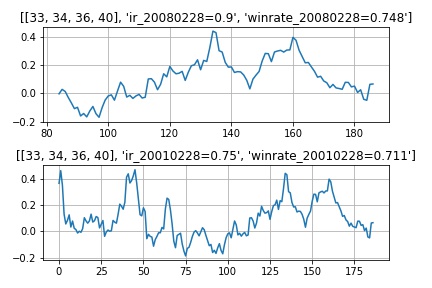 [[33, 34, 36, 40], 'ir_20080228=0.9', 'winrate_20080228=0.748']
0.4
0.2
0.0
−0.2
80 100 120 140 160 180
[[33, 34, 36, 40], 'ir_20010228=0.75', 'winrate_20010228=0.711']
0.4
0.2
0.0
−0.2
0 25 50 75 100 125 150 175